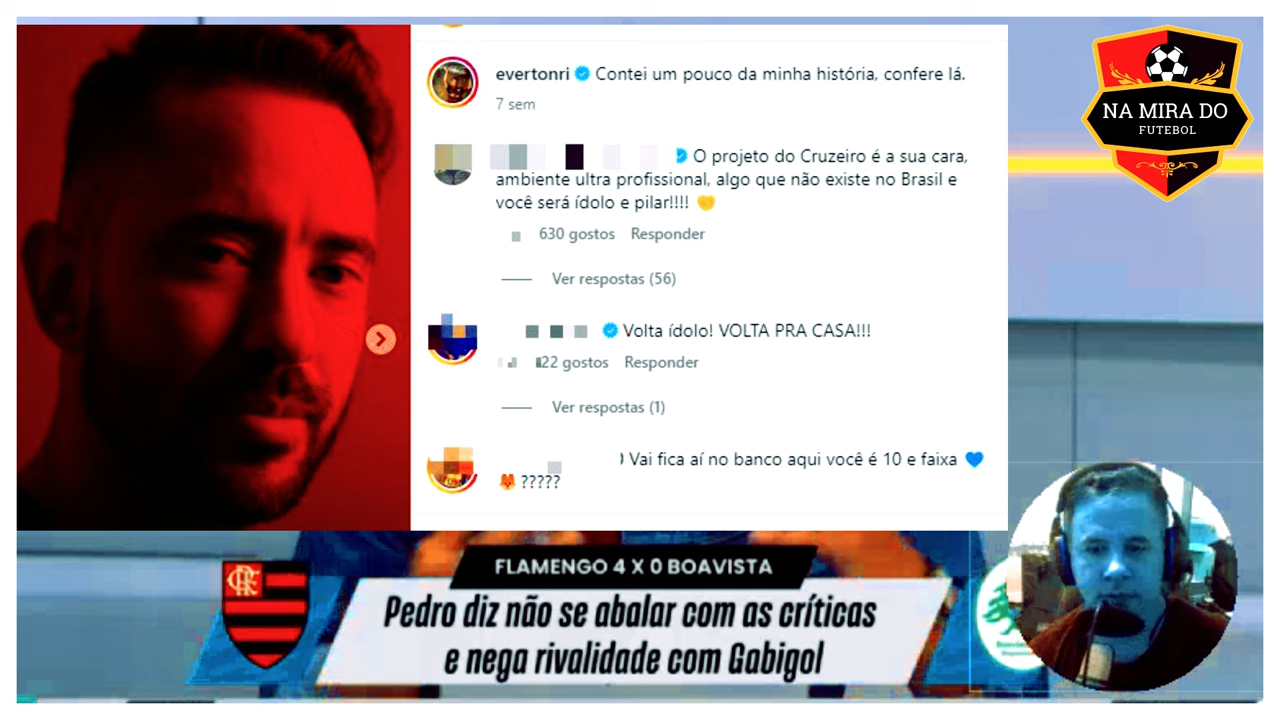 evertonri Contei um pouco da minha história, confere lá.
7 sem
O projeto do Cruzeiro é a sua cara,
ambiente ultra profissional, algo que não existe no Brasil e
você será ídolo e pilar!!!!
630 gostos Responder
Ver respostas (56)
Volta ídolo! VOLTA PRA CASA!!!
22 gostos Responder
Ver respostas (1)
Vai fica aí no banco aqui você é 10 e faixa
?????
NA MIRA DO
FUTEBOL
FLAMENGO 4 X 0 BOAVISTA
Pedro diz não se abalar com as críticas
e nega rivalidade com Gabigol
CRF